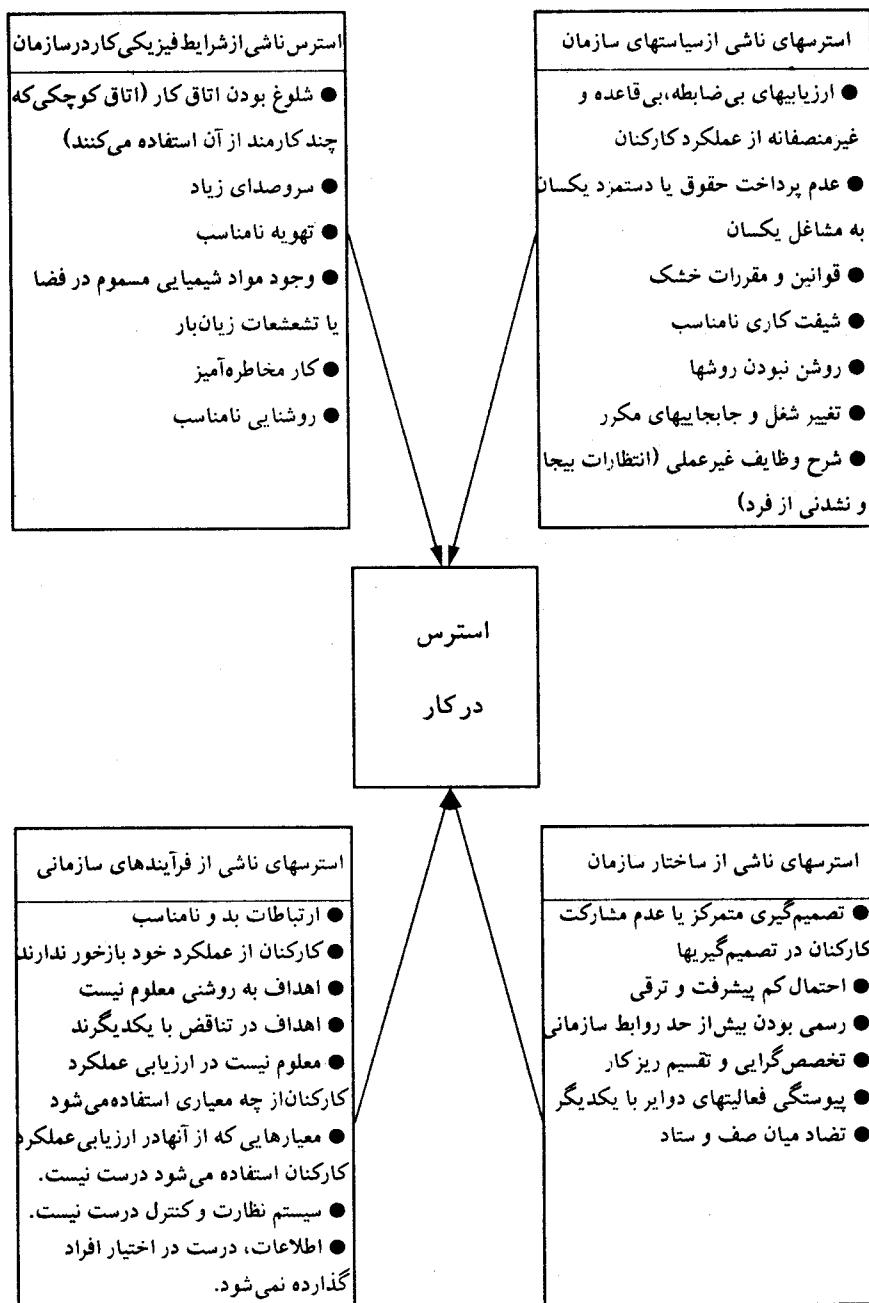 استرسهای ناشی ازسیاستهای سازمان
● ارزیابیهای بی‌ضابطه،بی‌قاعده و
غیرمنصفانه از عملکرد کارکنان
● عدم پرداخت حقوق یا دستمزد یکسان
به مشاغل یکسان
● قوانین و مقررات خشک
● شیفت کاری نامناسب
● روشن نبودن روشها
● تغییر شغل و جابجاییهای مکرر
● شرح وظایف غیرعملی (انتظارات بیجا
و نشدنی از فرد)
استرس ناشی ازشرایط فیزیکی کار درسازمان
● شلوغ بودن اتاق کار (اتاق کوچکی که
چند کارمند از آن استفاده می‌کنند)
● سروصدای زیاد
● تهویه نامناسب
● وجود مواد شیمیایی مسموم در فضا
یا تشعشعات زیان‌بار
● کار مخاطره‌آمیز
● روشنایی نامناسب
استرس
در کار
استرسهای ناشی از ساختار سازمان
● تصمیم‌گیری متمرکز یا عدم مشارکت
کارکنان در تصمیم‌گیریها
● احتمال کم پیشرفت و ترقی
● رسمی بودن بیش‌از حد روابط سازمانی
● تخصص‌گرایی و تقسیم ریز کار
● پیوستگی فعالیتهای دوایر با یکدیگر
● تضاد میان صف و ستاد
استرسهای ناشی از فرآیندهای سازمانی
● ارتباطات بد و نامناسب
● کارکنان از عملکرد خود بازخور ندارند
● اهداف به روشنی معلوم نیست
● اهداف در تناقض با یکدیگرند
● معلوم نیست در ارزیابی عملکرد
کارکنان‌از چه معیاری استفاده‌می‌شود
● معیارهایی که از آنهادر ارزیابی‌عملکرد
کارکنان استفاده می‌شود درست نیست.
● سیستم نظارت و کنترل درست نیست.
● اطلاعات، درست در اختیار افراد
گذارده نمی‌شود.